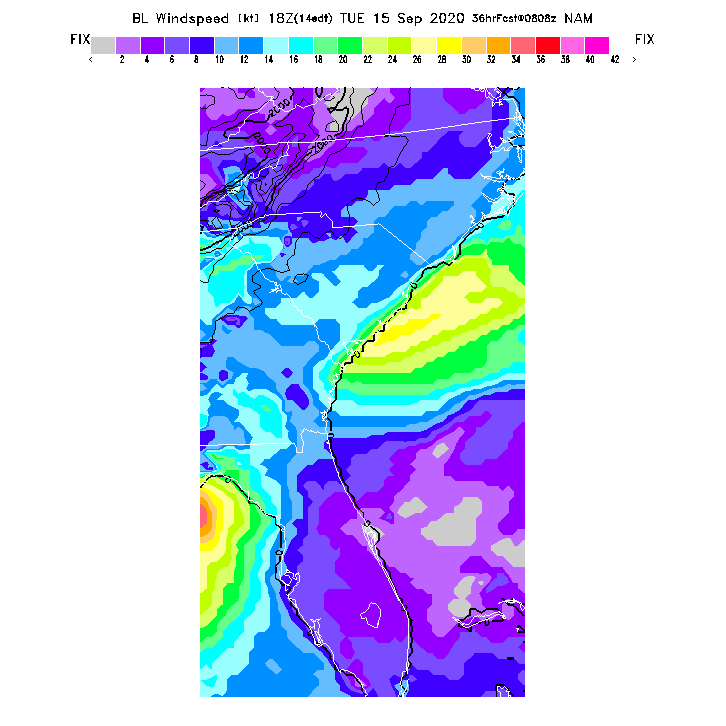 BL Windspeed [kt] 18Z(14edt) TUE 15 Sep 2020 36hrFcst@0808z NAM
FIX FIX
< 2 4 6 8 10 12 14 16 18 20 22 24 26 28 30 32 34 36 38 40 42 >
2000